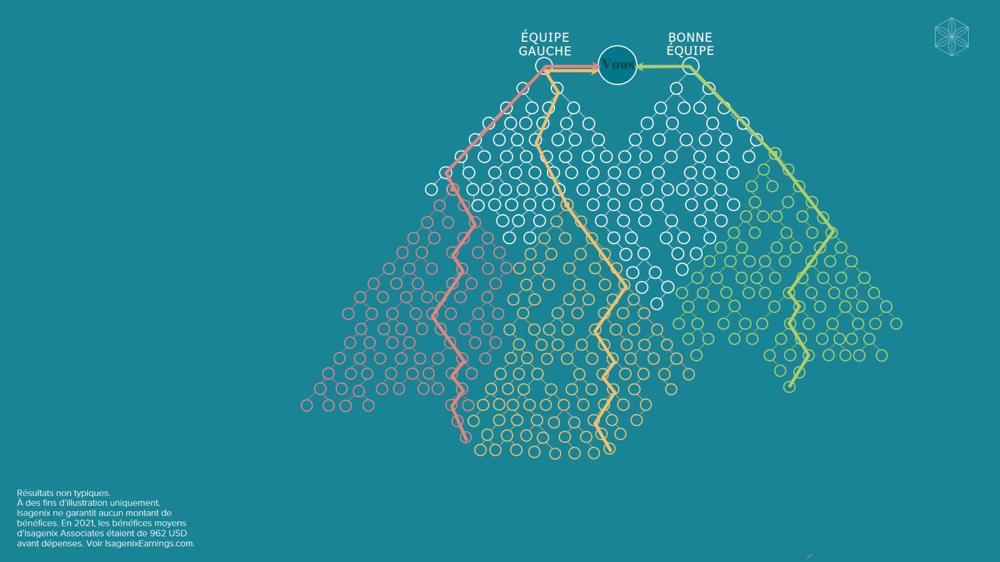 ÉQUIPE
GAUCHE
Vous
BONNE
ÉQUIPE
Résultats non typiques.
À des fins d'illustration uniquement.
Isagenix ne garantit aucun montant de
bénéfices. En 2021, les bénéfices moyens
d'Isagenix Associates étaient de 962 USD
avant dépenses. Voir IsagenixEarnings.com.